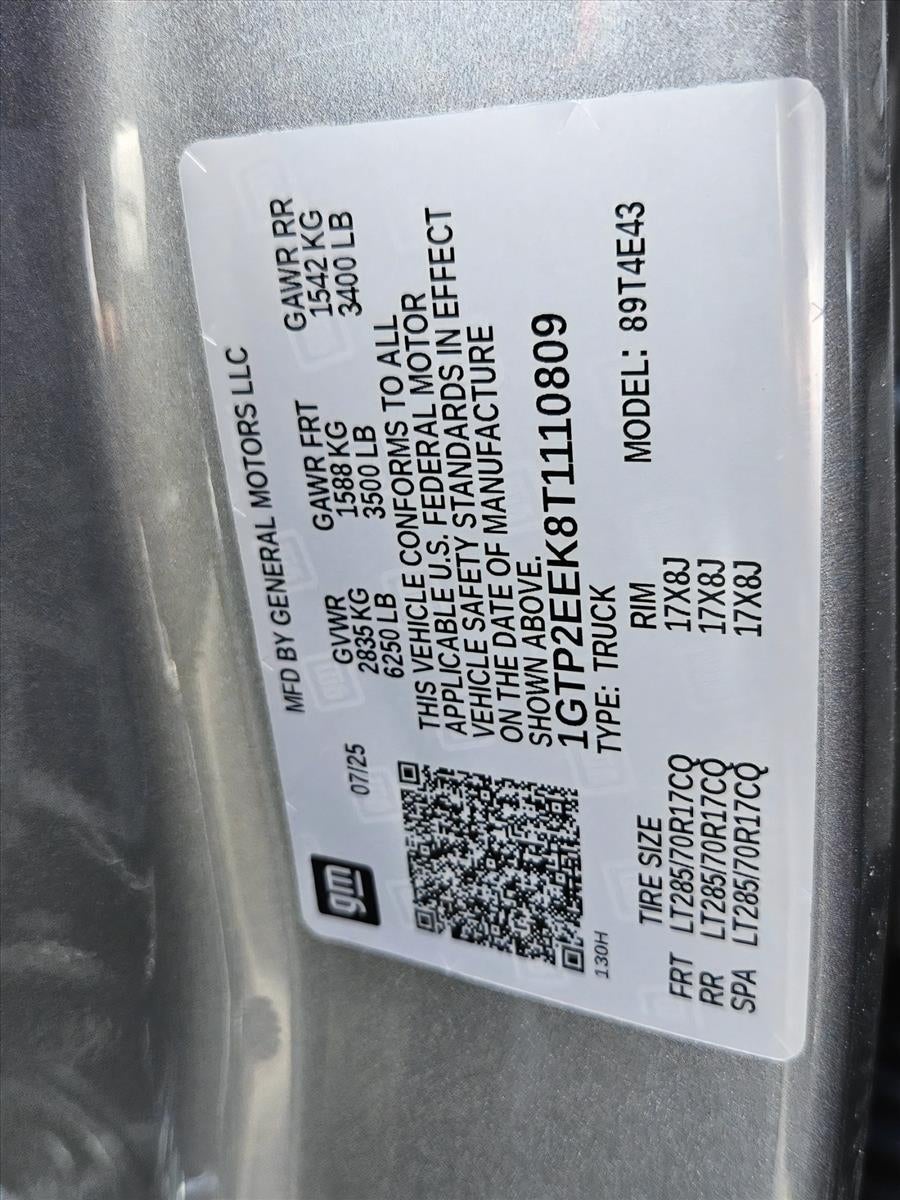 gm
07/25
MFD BY GENERAL MOTORS LLC
GVWR GAWR FRT GAWR RR
2835 KG 1588 KG 1542 KG
6250 LB 3500 LB 3400 LB
THIS VEHICLE CONFORMS TO ALL
APPLICABLE U.S. FEDERAL MOTOR
VEHICLE SAFETY STANDARDS IN EFFECT
ON THE DATE OF MANUFACTURE
SHOWN ABOVE.
1GTP2EEK8T1110809
TYPE: TRUCK MODEL: 89T4E43
130H
TIRE SIZE RIM
FRT LT285/70R17CQ 17X8J
RR LT285/70R17CQ 17X8J
SPA LT285/70R17CQ 17X8J